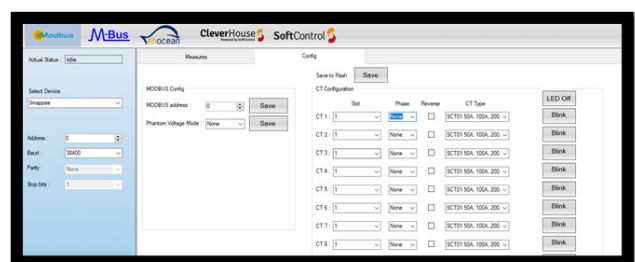 Modbus M-Bus enocean CleverHouse SoftControl
Powered by SoftControl
Actual Status : Idle
Measures Config
Save to Flash : Save
Select Device
Smappee
MODBUS Config
MODBUS address : 0 Save
Phantom Voltage Mode : None Save
Address : 0
Baud : 38400
Parity : None
Stop bits : 1
CT Configuration
Slot Phase Reverse CT Type LED Off
CT 1 : 1 None SCT01 50A, 100A, 200. Blink
CT 2 : 1 None SCT01 50A, 100A, 200. Blink
CT 3 : 1 None SCT01 50A, 100A, 200. Blink
CT 4 : 1 None SCT01 50A, 100A, 200. Blink
CT 5 : 1 None SCT01 50A, 100A, 200. Blink
CT 6 : 1 None SCT01 50A, 100A, 200. Blink
CT 7 : 1 None SCT01 50A, 100A, 200. Blink
CT 8 : 1 None SCT01 50A, 100A, 200. Blink